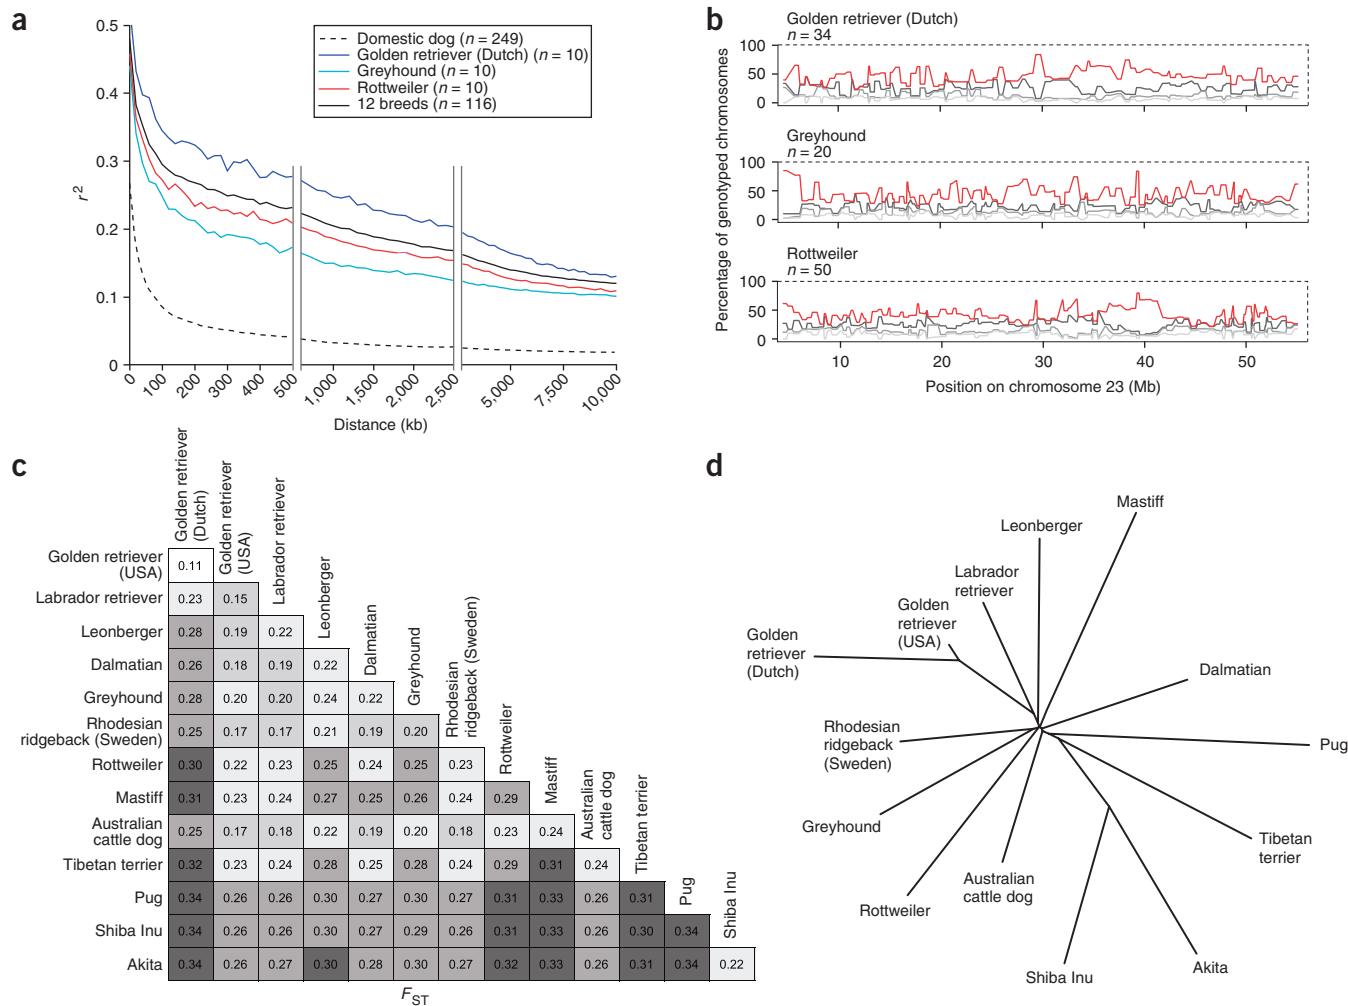 a
0.5
0.4
0.3
0.2
0.1
0
r2
Domestic dog (n = 249)
Golden retriever (Dutch) (n = 10)
Greyhound (n = 10)
Rottweiler (n = 10)
12 breeds (n = 116)
0 100 200 300 400 500 1,000 1,500 2,000 2,500 5,000 7,500 10,000
Distance (kb)
b
Percentage of genotyped chromosomes
Golden retriever (Dutch)
n = 34
100
50
0
Greyhound
n = 20
100
50
0
Rottweiler
n = 50
100
50
0
10 20 30 40 50
Position on chromosome 23 (Mb)
c
Golden retriever
(Dutch)
Golden retriever
(USA)
Labrador retriever
Leonberger
Dalmatian
Greyhound
Rhodesian
ridgeback (Sweden)
Rottweiler
Mastiff
Australian
cattle dog
Tibetan terrier
Pug
Shiba Inu
Golden retriever
(USA)
0.11
Labrador retriever 0.23 0.15
Leonberger 0.28 0.19 0.22
Dalmatian 0.26 0.18 0.19 0.22
Greyhound 0.28 0.20 0.20 0.24 0.22
Rhodesian
ridgeback (Sweden)
0.25 0.17 0.17 0.21 0.19 0.20
Rottweiler 0.30 0.22 0.23 0.25 0.24 0.25 0.23
Mastiff 0.31 0.23 0.24 0.27 0.25 0.26 0.24 0.29
Australian
cattle dog
0.25 0.17 0.18 0.22 0.19 0.20 0.18 0.23 0.24
Tibetan terrier 0.32 0.23 0.24 0.28 0.25 0.28 0.24 0.29 0.31 0.24
Pug 0.34 0.26 0.26 0.30 0.27 0.30 0.27 0.31 0.33 0.26 0.31
Shiba Inu 0.34 0.26 0.26 0.30 0.27 0.29 0.26 0.31 0.33 0.26 0.30 0.34
Akita 0.34 0.26 0.27 0.30 0.28 0.30 0.27 0.32 0.33 0.26 0.31 0.34 0.22
FST
d
Mastiff
Leonberger
Labrador
retriever
Golden
retriever
(USA)
Golden
retriever
(Dutch)
Dalmatian
Rhodesian
ridgeback
(Sweden)
Pug
Greyhound
Tibetan
terrier
Australian
cattle dog
Rottweiler
Shiba Inu
Akita